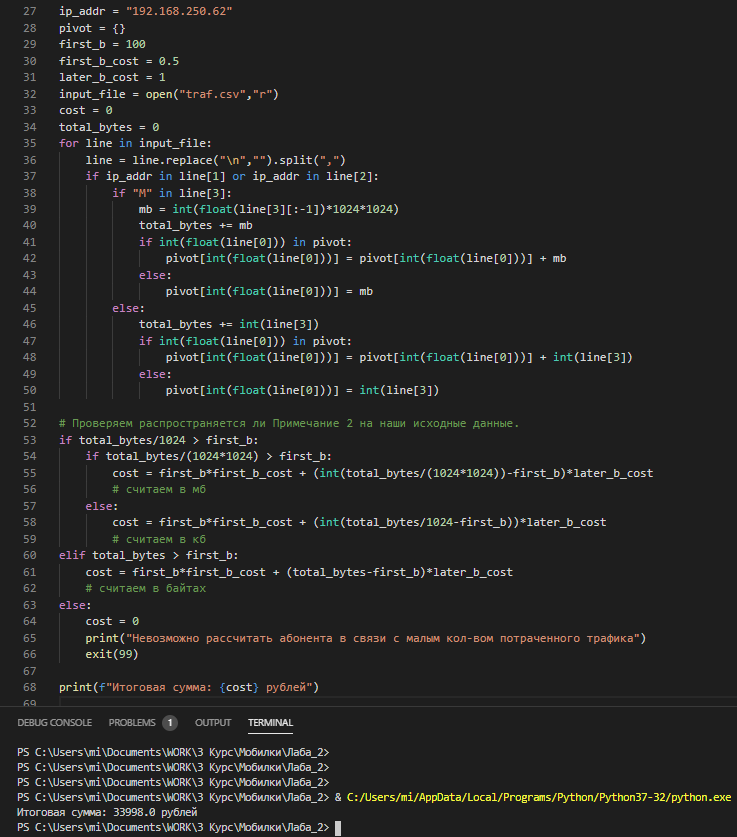 27 ip_addr = "192.168.250.62"
28 pivot = {}
29 first_b = 100
30 first_b_cost = 0.5
31 later_b_cost = 1
32 input_file = open("traf.csv","r")
33 cost = 0
34 total_bytes = 0
35 for line in input_file:
36 line = line.replace("\n","").split(",")
37 if ip_addr in line[1] or ip_addr in line[2]:
38 if "M" in line[3]:
39 mb = int(float(line[3][:-1])*1024*1024)
40 total_bytes += mb
41 if int(float(line[0])) in pivot:
42 pivot[int(float(line[0]))] = pivot[int(float(line[0]))] + mb
43 else:
44 pivot[int(float(line[0]))] = mb
45 else:
46 total_bytes += int(line[3])
47 if int(float(line[0])) in pivot:
48 pivot[int(float(line[0]))] = pivot[int(float(line[0]))] + int(line[3])
49 else:
50 pivot[int(float(line[0]))] = int(line[3])
51
52 # Проверяем распространяется ли Примечание 2 на наши исходные данные.
53 if total_bytes/1024 > first_b:
54 if total_bytes/(1024*1024) > first_b:
55 cost = first_b*first_b_cost + (int(total_bytes/(1024*1024))-first_b)*later_b_cost
56 # считаем в мб
57 else:
58 cost = first_b*first_b_cost + (int(total_bytes/1024-first_b))*later_b_cost
59 # считаем в кб
60 elif total_bytes > first_b:
61 cost = first_b*first_b_cost + (total_bytes-first_b)*later_b_cost
62 # считаем в байтах
63 else:
64 cost = 0
65 print("Невозможно рассчитать абонента в связи с малым кол-вом потраченного трафика")
66 exit(99)
67
68 print(f"Итоговая сумма: {cost} рублей")
69
DEBUG CONSOLE PROBLEMS 1 OUTPUT TERMINAL
PS C:\Users\mi\Documents\WORK\3 Курс\Мобилки\Лаба_2>
PS C:\Users\mi\Documents\WORK\3 Курс\Мобилки\Лаба_2>
PS C:\Users\mi\Documents\WORK\3 Курс\Мобилки\Лаба_2>
PS C:\Users\mi\Documents\WORK\3 Курс\Мобилки\Лаба_2> & C:/Users/mi/AppData/Local/Programs/Python/Python37-32/python.exe
Итоговая сумма: 33998.0 рублей
PS C:\Users\mi\Documents\WORK\3 Курс\Мобилки\Лаба_2>